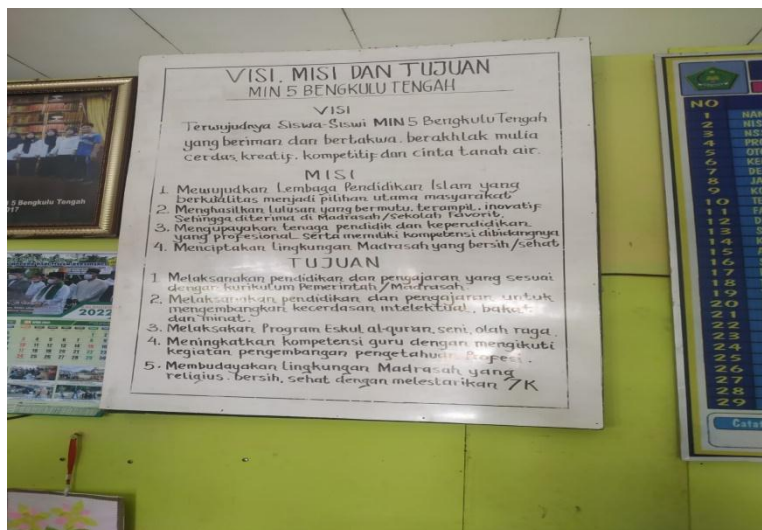 VISI, MISI DAN TUJUAN
MIN 5 BENGKULU TENGAH
VISI
Terwujudnya Siswa-Siswi MIN 5 Bengkulu Tengah
yang beriman dan bertakwa, berakhlak mulia
cerdas, kreatif, kompetitif dan cinta tanah air.
MISI
1. Mewujudkan Lembaga Pendidikan Islam yang
berkualitas menjadi pilihan utama masyarakat
2. Menghasilkan lulusan yang bermutu, terampil, inovatif
Sehingga diterima di Madrasah/Sekolah Favorit.
3. Mengupayakan tenaga pendidik dan kependidikan
yang profesional serta memiliki kompetensi dibidangnya
4. Menciptakan lingkungan Madrasah yang bersih/sehat
TUJUAN
1. Melaksanakan pendidikan dan pengajaran yang sesuai
dengan kurikulum Pemerintah/Madrasah.
2. Melaksanakan pendidikan dan pengajaran untuk
mengembangkan kecerdasan intelektual, bakat
dan minat.
3. Melaksakan Program Eskul al-qur'an, seni, olah raga.
4. Meningkatkan kompetensi guru dengan mengikuti
kegiatan pengembangan pengetahuan Profesi.
5. Membudayakan Lingkungan Madrasah yang
religius, bersih, sehat dengan melestarikan 7K
5 Bengkulu Tengah
2022
NO
1
2 NIS
3
4
5
6
7
8
9
10
11
12
13
14
15
16
17
18
19
20
21
22
23
24
25
26
27
28
29